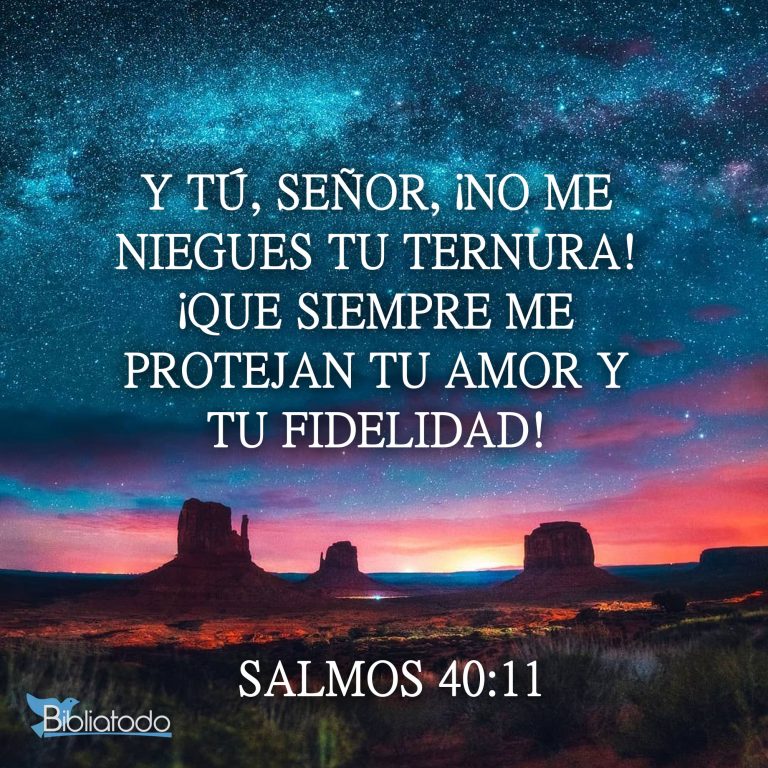 Y TÚ, SEÑOR, ¡NO ME
NIEGUES TU TERNURA!
¡QUE SIEMPRE ME
PROTEJAN TU AMOR Y
TU FIDELIDAD!
SALMOS 40:11
Bibliatodo